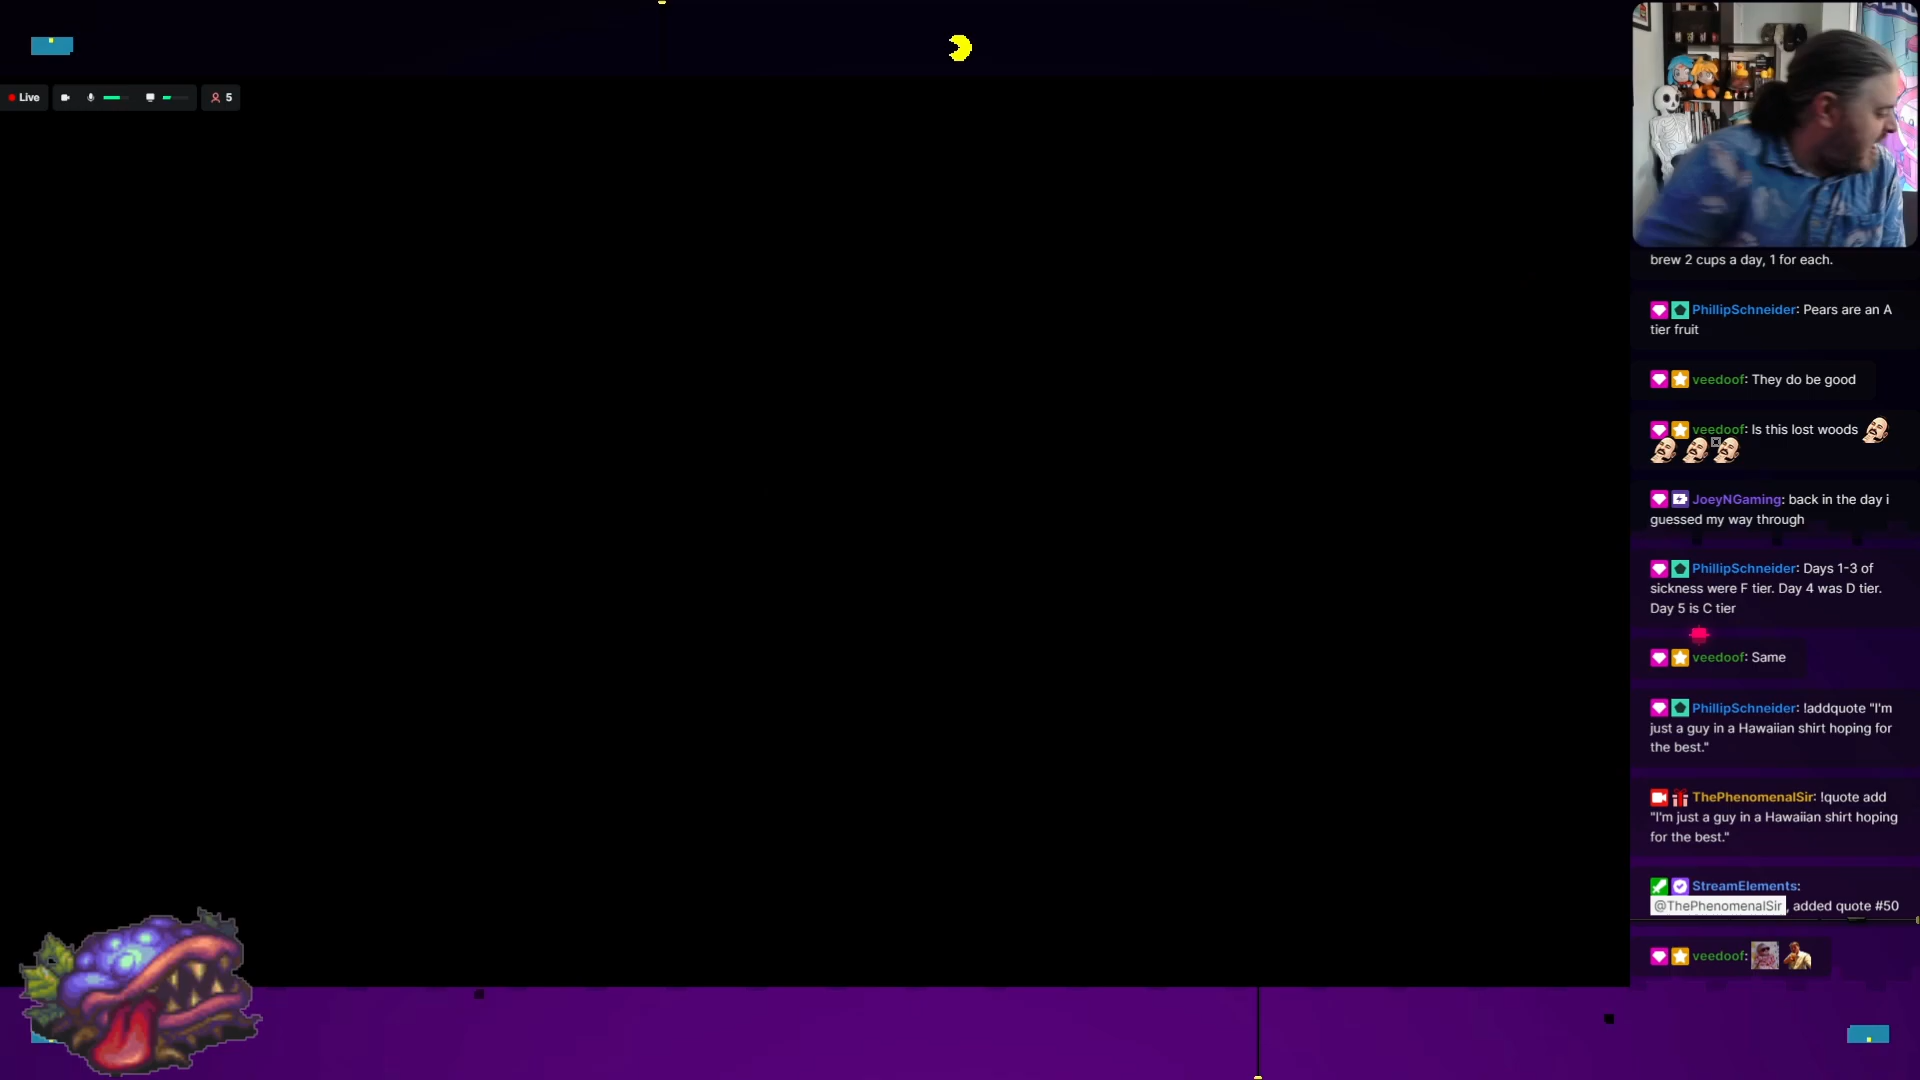 Live
5
brew 2 cups a day, 1 for each.
PhillipSchneider: Pears are an A
tier fruit
veedoof: They do be good
veedoof: Is this lost woods
JoeyNGaming: back in the day i
guessed my way through
PhillipSchneider: Days 1-3 of
sickness were F tier. Day 4 was D tier.
Day 5 is C tier
veedoof: Same
PhillipSchneider: !addquote "I'm
just a guy in a Hawaiian shirt hoping for
the best."
ThePhenomenalSir: !quote add
"I'm just a guy in a Hawaiian shirt hoping
for the best."
StreamElements:
@ThePhenomenalSir, added quote #50
veedoof: